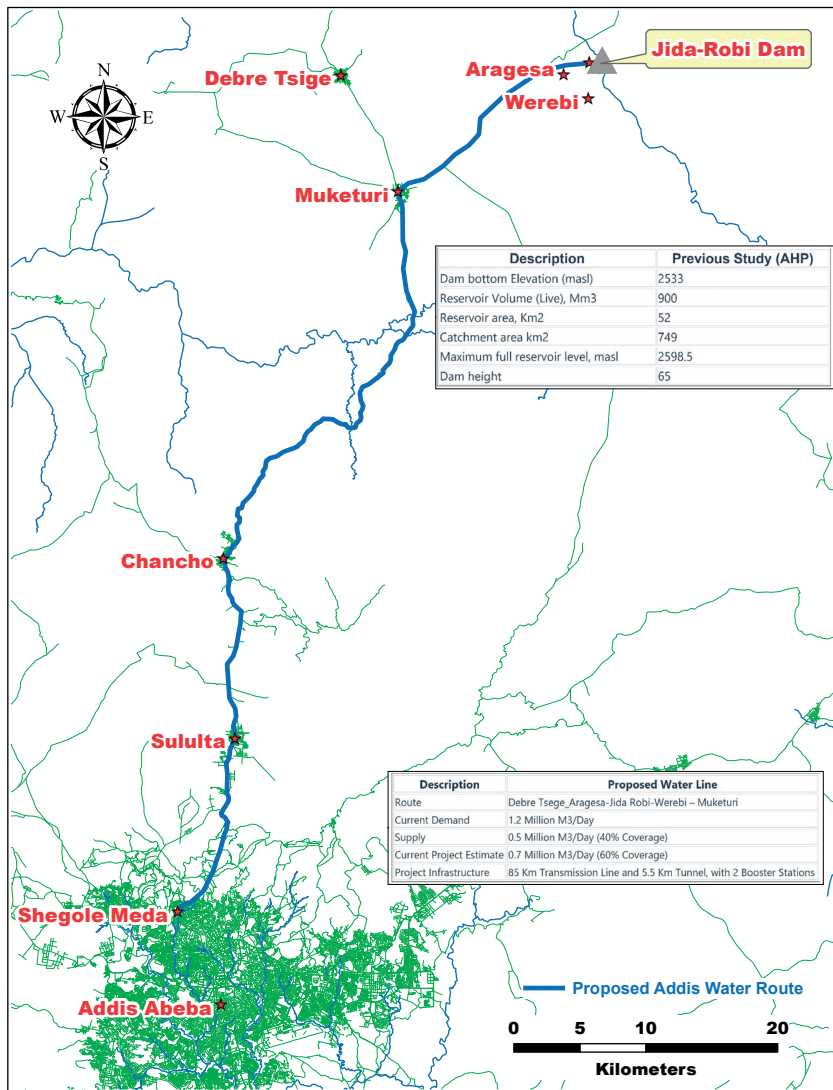 Jida-Robi Dam
Debre Tsige
Aragesa
Werebi
N
W E
S
Muketuri
Description Previous Study (AHP)
Dam bottom Elevation (masl) 2533
Reservoir Volume (Live), Mm3 900
Reservoir area, Km2 52
Catchment area km2 749
Maximum full reservoir level, masl 2598.5
Dam height 65
Chancho
Sululta
Description Proposed Water Line
Route Debre Tsege_Aragesa-Jida Robi-Werebi – Muketuri
Current Demand 1.2 Million M3/Day
Supply 0.5 Million M3/Day (40% Coverage)
Current Project Estimate 0.7 Million M3/Day (60% Coverage)
Project Infrastructure 85 Km Transmission Line and 5.5 Km Tunnel, with 2 Booster Stations
Shegole Meda
Addis Abeba
Proposed Addis Water Route
0 5 10 20
Kilometers